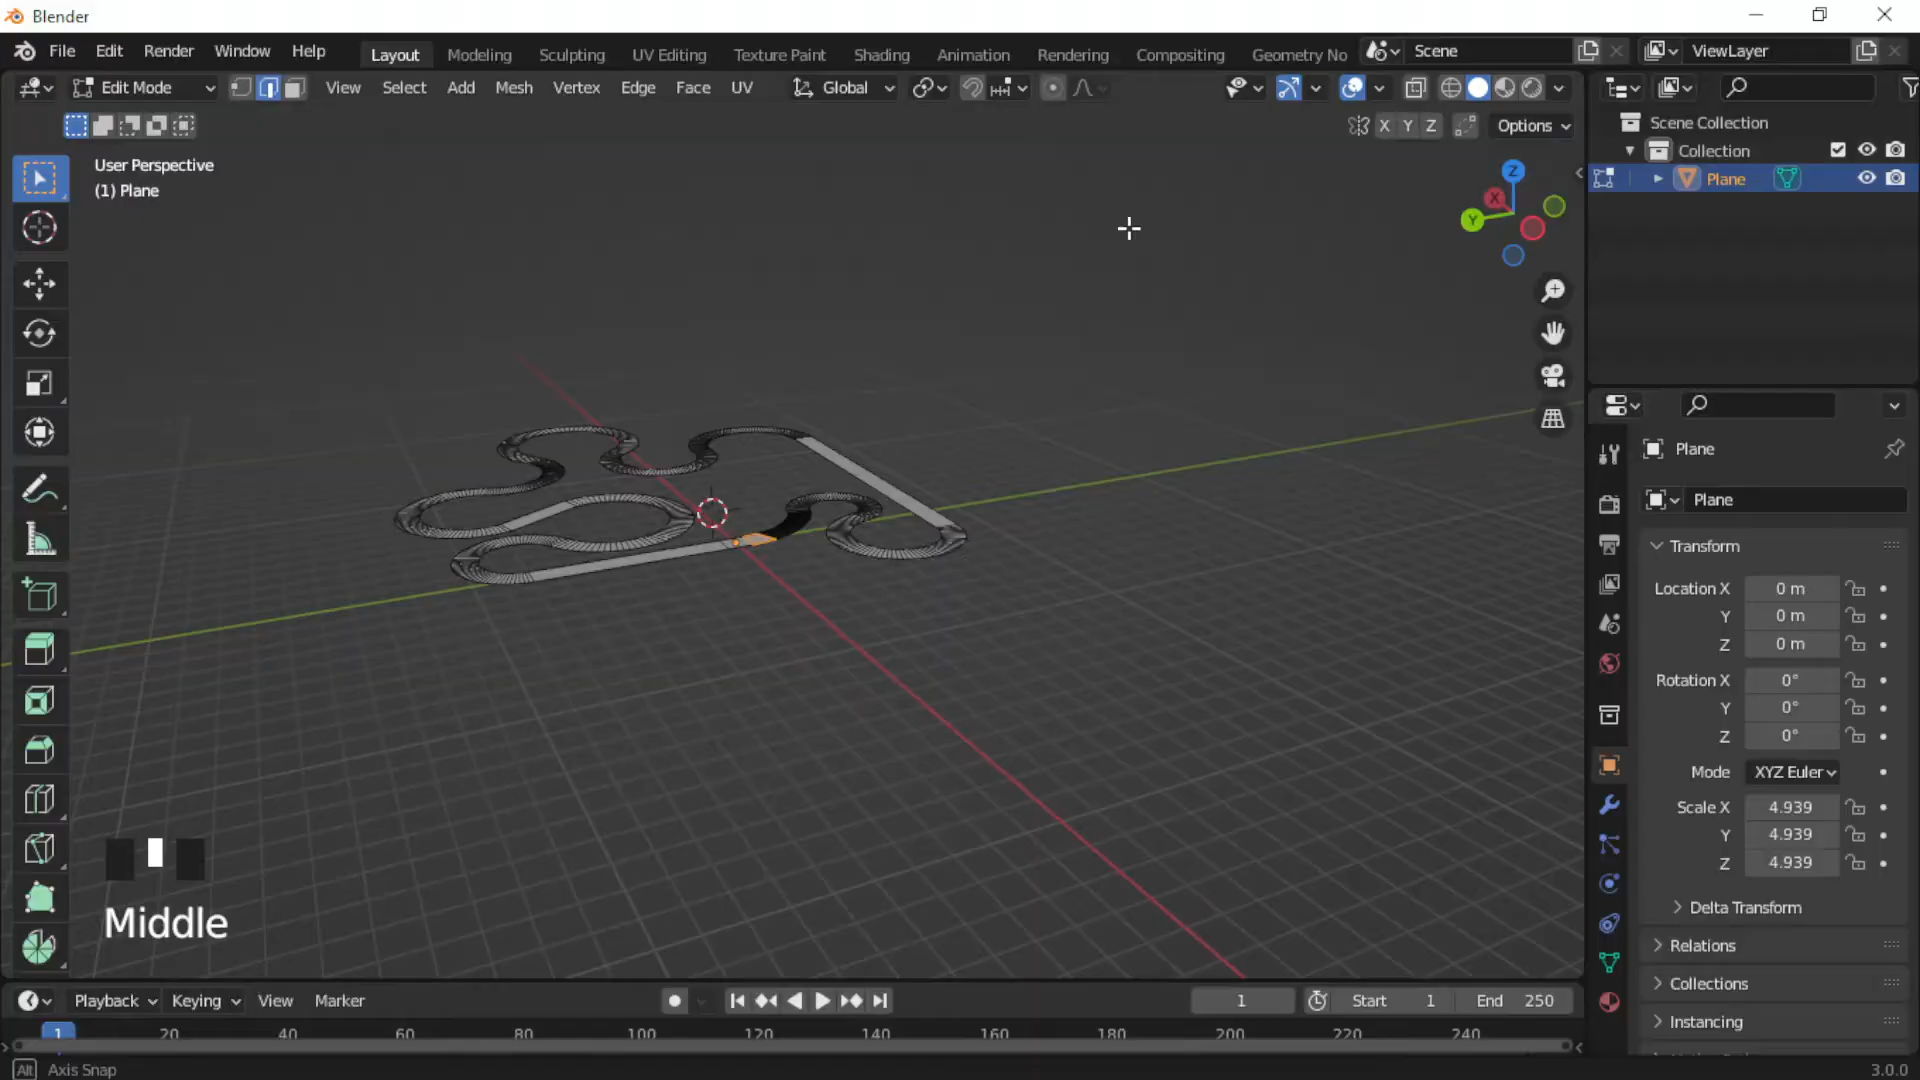 Blender
File Edit Render Window Help Layout Modeling Sculpting UV Editing Texture Paint Shading Animation Rendering Compositing Geometry No Scene ViewLayer
Edit Mode View Select Add Mesh Vertex Edge Face UV Global
X Y Z Options
User Perspective
(1) Plane
Z
X
Y
Scene Collection
Collection
Plane
Plane
Plane
Transform
Location X 0 m
Y 0 m
Z 0 m
Rotation X 0°
Y 0°
Z 0°
Mode XYZ Euler
Scale X 4.939
Y 4.939
Z 4.939
Delta Transform
Relations
Collections
Instancing
Middle
Playback Keying View Marker 1 Start 1 End 250
1 20 40 60 80 100 120 140 160 180 200 220 240
Alt Axis Snap 3.0.0